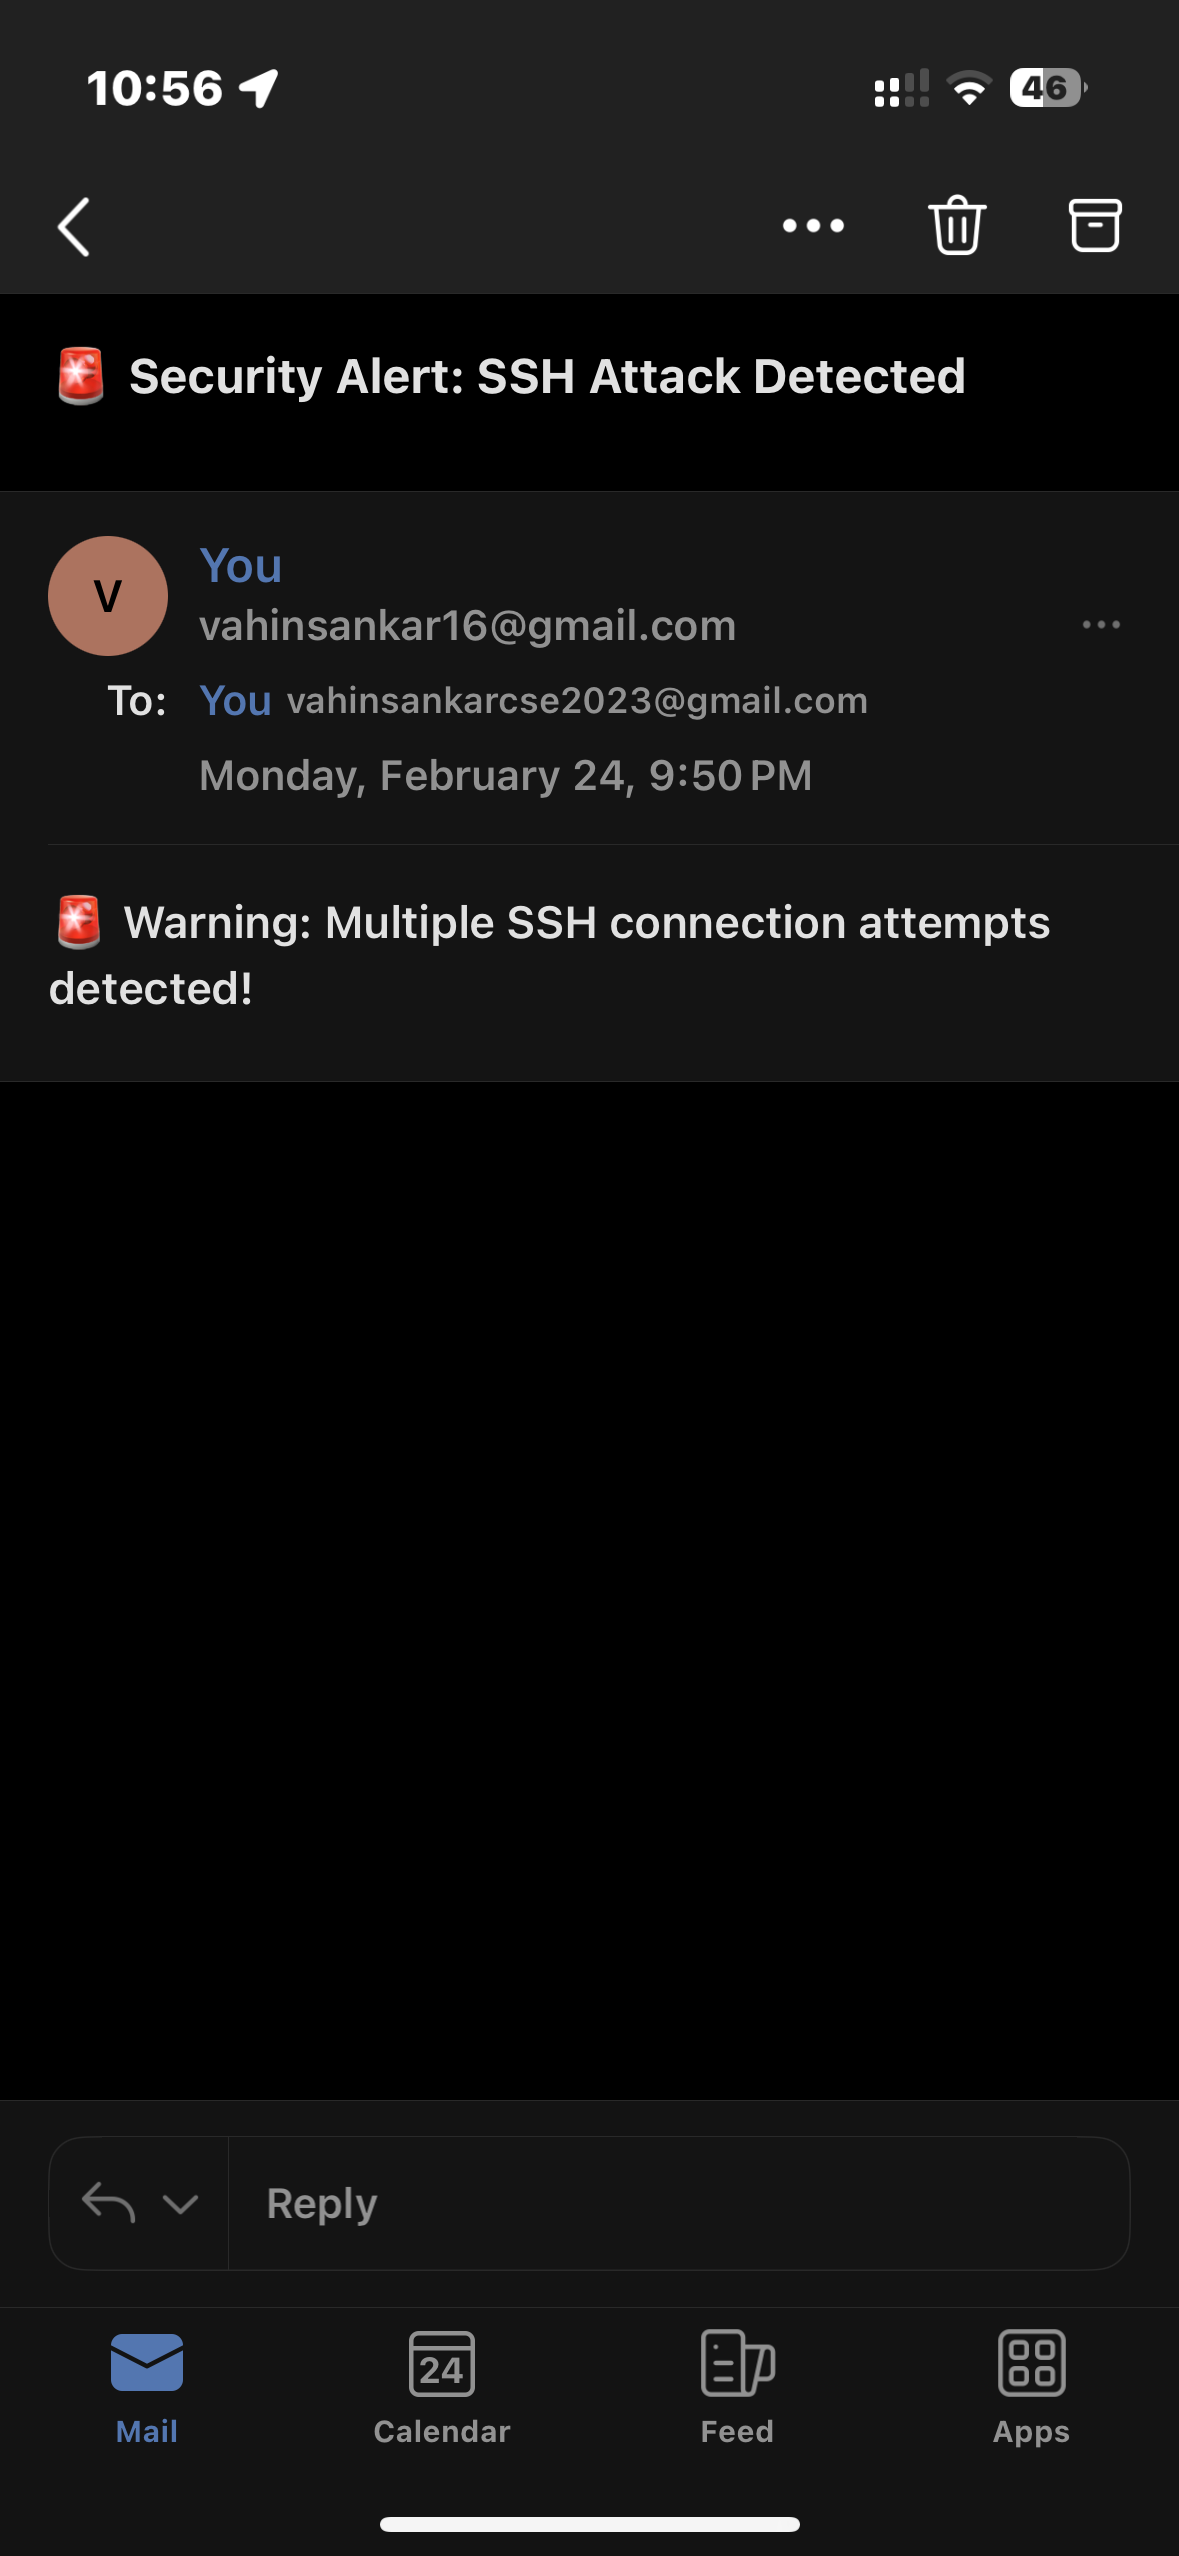 10:56
46
🚨 Security Alert: SSH Attack Detected
V
You
vahinsankar16@gmail.com
To: You vahinsankarcse2023@gmail.com
Monday, February 24, 9:50 PM
🚨 Warning: Multiple SSH connection attempts
detected!
Reply
24
Mail Calendar Feed Apps